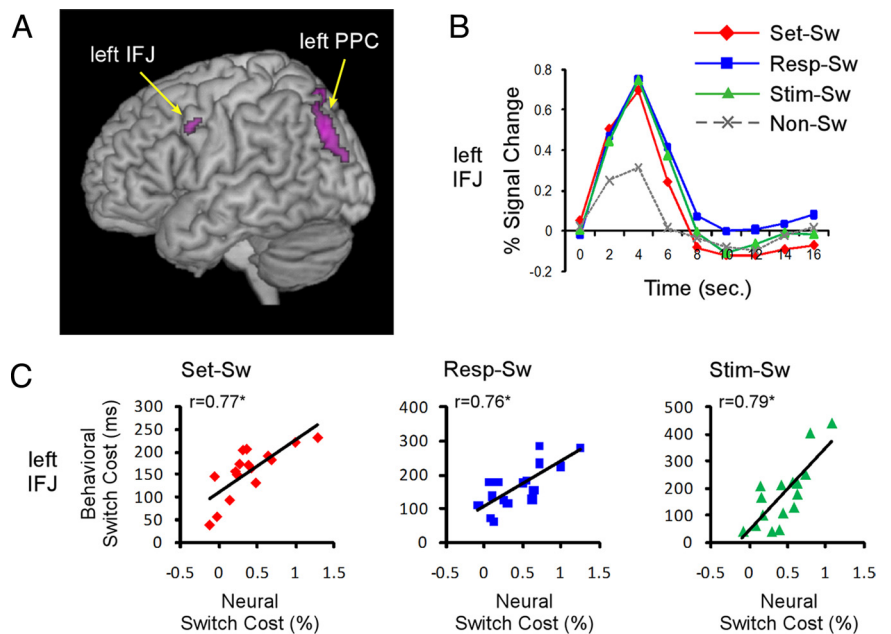 A
left IFJ
left PPC
B
Set-Sw
Resp-Sw
Stim-Sw
Non-Sw
left
IFJ
% Signal Change
0.8
0.6
0.4
0.2
0
-0.2
0 2 4 6 8 10 12 14 16
Time (sec.)
C
left
IFJ
Set-Sw
r=0.77*
Behavioral
Switch Cost (ms)
300
250
200
150
100
50
0
-0.5 0 0.5 1 1.5
Neural
Switch Cost (%)
Resp-Sw
r=0.76*
400
300
200
100
0
-0.5 0 0.5 1 1.5
Neural
Switch Cost (%)
Stim-Sw
r=0.79*
500
400
300
200
100
0
-0.5 0 0.5 1 1.5
Neural
Switch Cost (%)